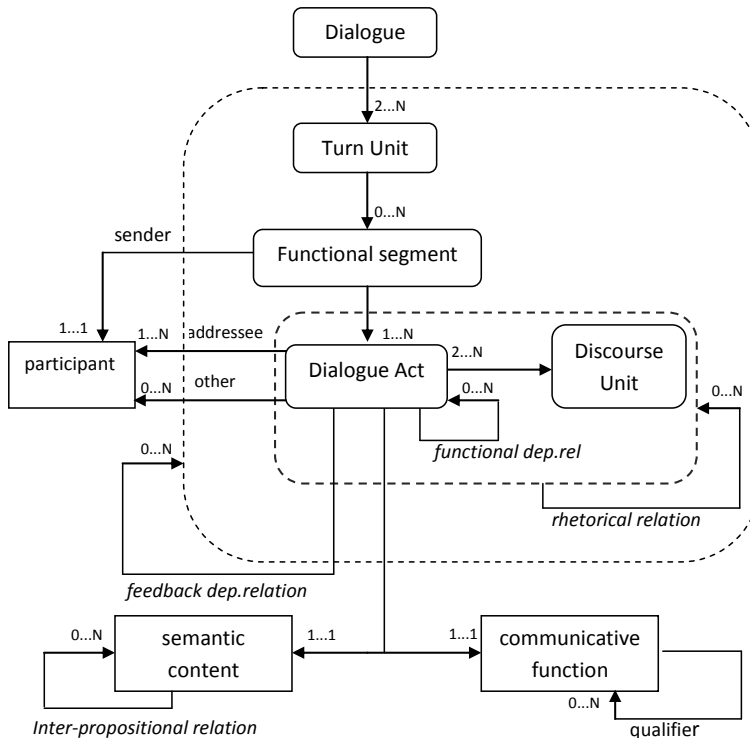 Dialogue
2...N
Turn Unit
0...N
sender
Functional segment
1...1
1...N
addressee
1...N
participant
Dialogue Act
2...N
Discourse
Unit
0...N
other
0...N
0...N
functional dep.rel
0...N
rhetorical relation
feedback dep.relation
0...N
semantic
content
1...1
1...1
communicative
function
0...N
Inter-propositional relation
qualifier